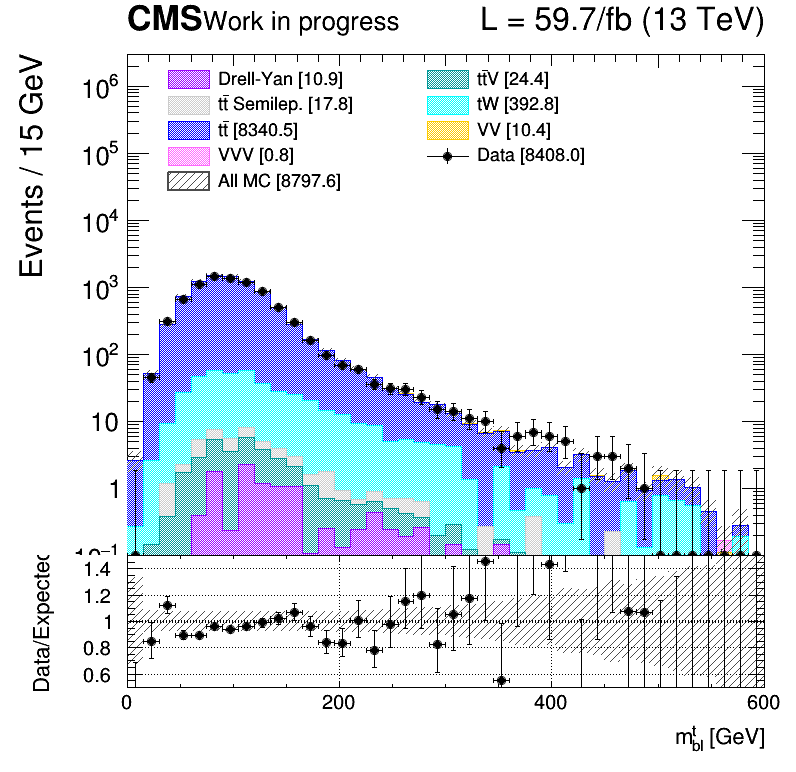 CMS Work in progress L = 59.7/fb (13 TeV)
Events / 15 GeV
Drell-Yan [10.9]
tt̄ Semilep. [17.8]
tt̄ [8340.5]
VVV [0.8]
All MC [8797.6]
tt̄V [24.4]
tW [392.8]
VV [10.4]
Data [8408.0]
10⁶
10⁵
10⁴
10³
10²
10
1
10⁻¹
Data/Expected
1.4
1.2
1
0.8
0.6
0 200 400 600
mᵗbl [GeV]